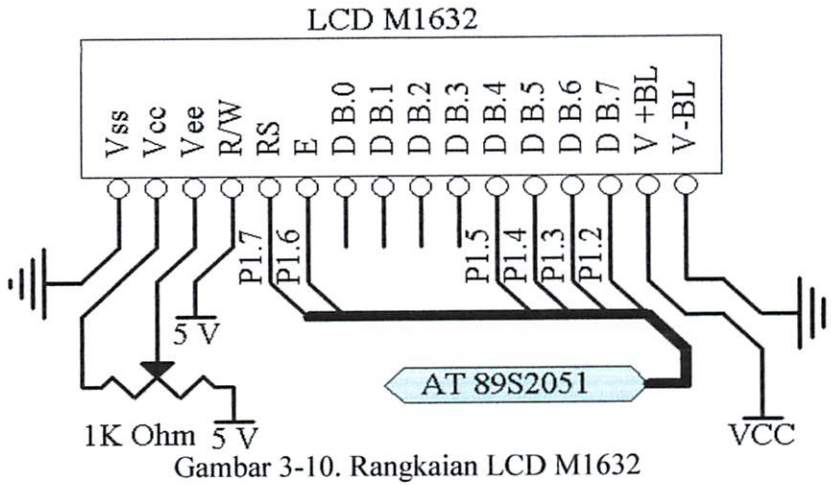 LCD M1632
Vss
Vcc
Vee
R/W
RS
E
D B.0
D B.1
D B.2
D B.3
D B.4
D B.5
D B.6
D B.7
V +BL
V-BL
P1.7
P1.6
P1.5
P1.4
P1.3
P1.2
5 V
AT 89S2051
1K Ohm
5 V
VCC
Gambar 3-10. Rangkaian LCD M1632